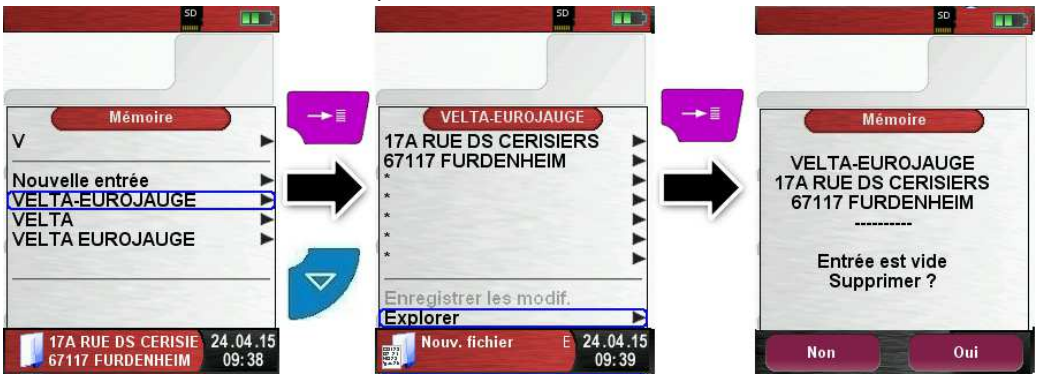 SD
Mémoire
V
Nouvelle entrée
VELTA-EUROJAUGE
VELTA
VELTA EUROJAUGE
17A RUE DS CERISIE
67117 FURDENHEIM
24.04.15
09:38
SD
VELTA-EUROJAUGE
17A RUE DS CERISIERS
67117 FURDENHEIM
*
*
*
*
*
Enregistrer les modif.
Explorer
Nouv. fichier
E
24.04.15
09:39
SD
Mémoire
VELTA-EUROJAUGE
17A RUE DS CERISIERS
67117 FURDENHEIM
----------
Entrée est vide
Supprimer ?
Non
Oui